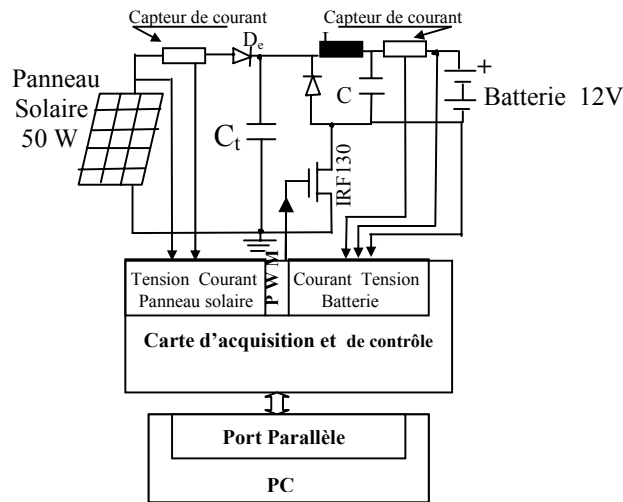 Capteur de courant
Capteur de courant
De
L
Panneau
Solaire
50 W
+
C
Batterie 12V
Ct
IRF130
PWM
Tension Courant
Panneau solaire
Courant Tension
Batterie
Carte d’acquisition et de contrôle
Port Parallèle
PC